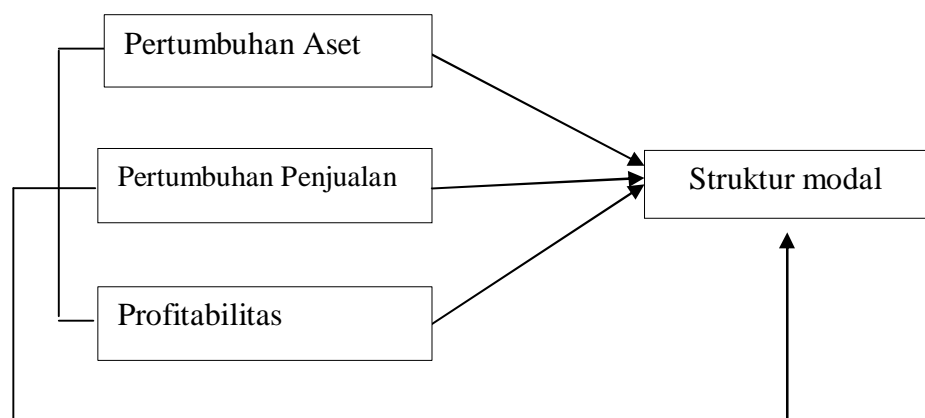 Pertumbuhan Aset
Pertumbuhan Penjualan
Struktur modal
Profitabilitas